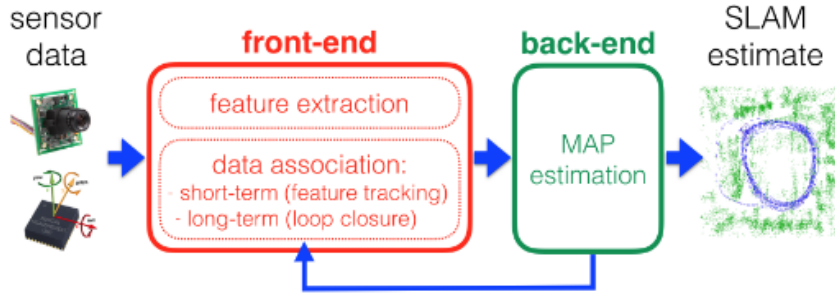 sensor
data
front-end
feature extraction
data association:
- short-term (feature tracking)
- long-term (loop closure)
back-end
MAP
estimation
SLAM
estimate